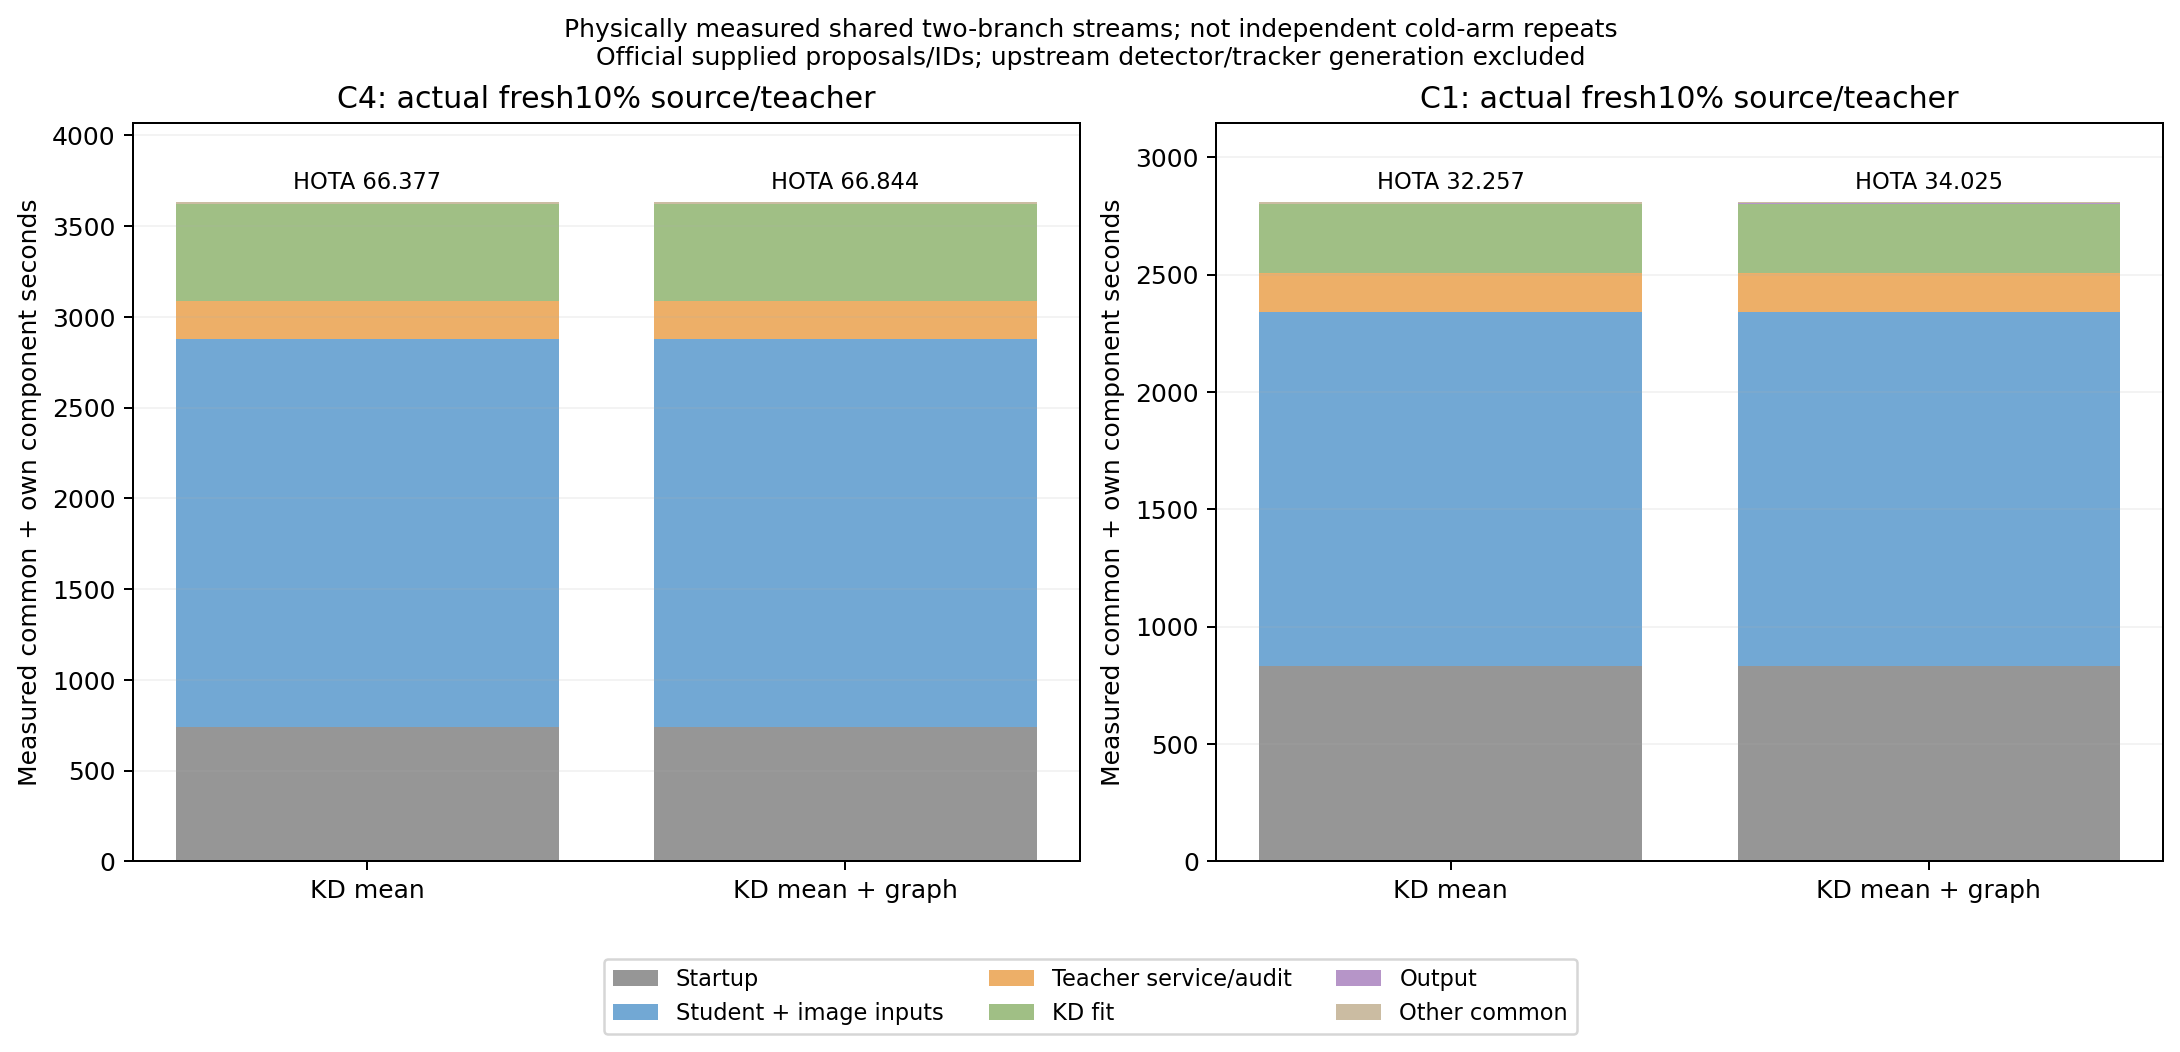 Physically measured shared two-branch streams; not independent cold-arm repeats
Official supplied proposals/IDs; upstream detector/tracker generation excluded
C4: actual fresh10% source/teacher
Measured common + own component seconds
4000
3500
3000
2500
2000
1500
1000
500
0
HOTA 66.377
HOTA 66.844
KD mean
KD mean + graph
C1: actual fresh10% source/teacher
Measured common + own component seconds
3000
2500
2000
1500
1000
500
0
HOTA 32.257
HOTA 34.025
KD mean
KD mean + graph
Startup
Student + image inputs
Teacher service/audit
KD fit
Output
Other common